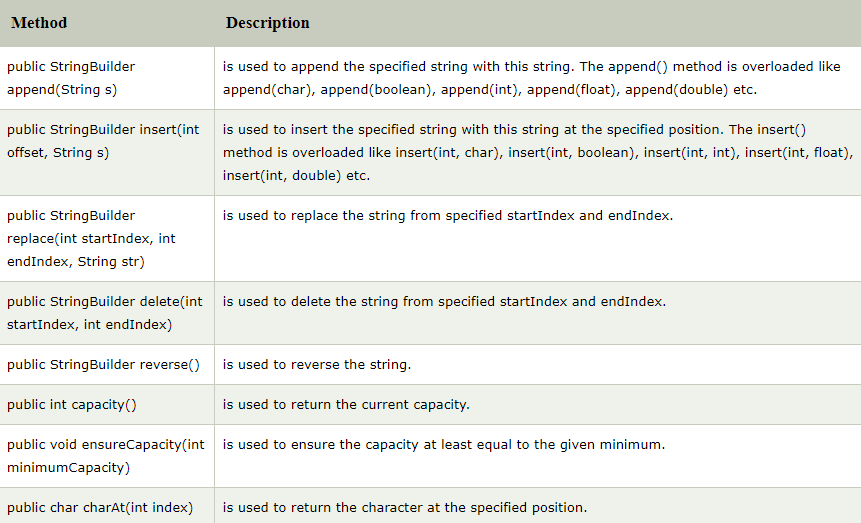 Method Description
public StringBuilder
append(String s)
is used to append the specified string with this string. The append() method is overloaded like
append(char), append(boolean), append(int), append(float), append(double) etc.
public StringBuilder insert(int
offset, String s)
is used to insert the specified string with this string at the specified position. The insert()
method is overloaded like insert(int, char), insert(int, boolean), insert(int, int), insert(int, float),
insert(int, double) etc.
public StringBuilder
replace(int startIndex, int
endIndex, String str)
is used to replace the string from specified startIndex and endIndex.
public StringBuilder delete(int
startIndex, int endIndex)
is used to delete the string from specified startIndex and endIndex.
public StringBuilder reverse()
is used to reverse the string.
public int capacity()
is used to return the current capacity.
public void ensureCapacity(int
minimumCapacity)
is used to ensure the capacity at least equal to the given minimum.
public char charAt(int index)
is used to return the character at the specified position.